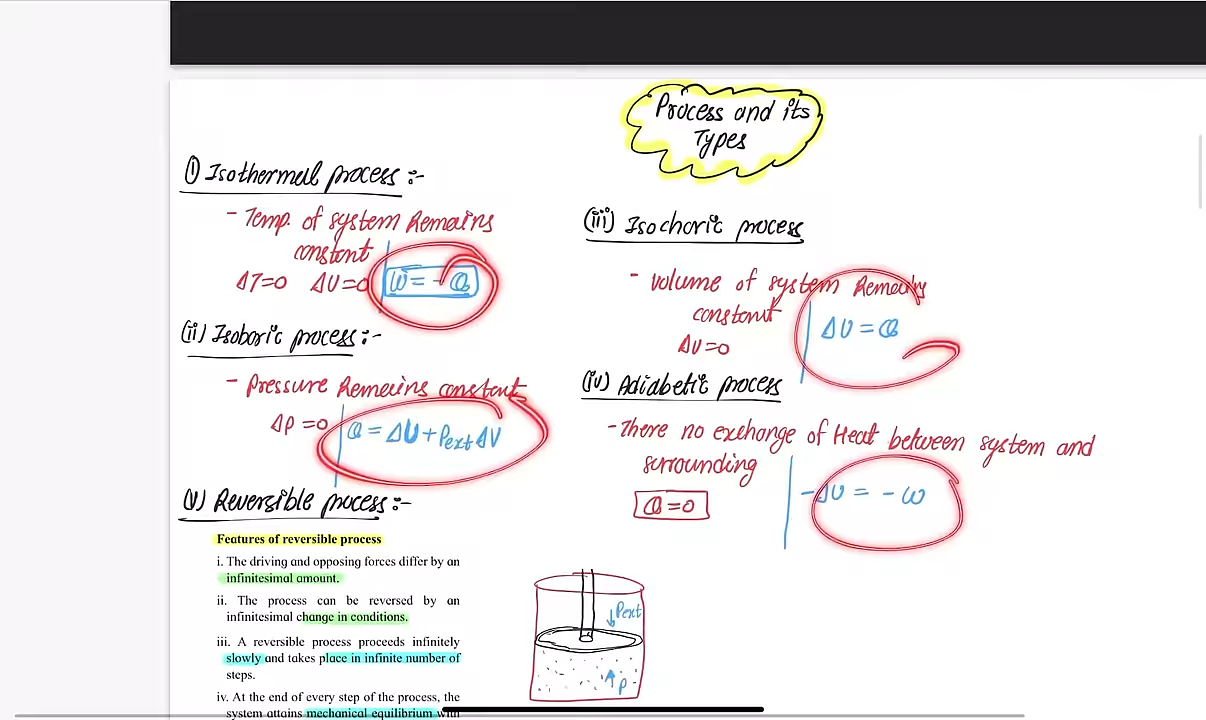 Process and its
Types
(i) Isothermal process :-
- Temp. of system Remains
constant
ΔT=0 ΔU=0 W = - Q
(ii) Isobaric process :-
- Pressure Remains constant
ΔP=0 Q = ΔU + Pext ΔV
(iii) Isochoric process
- volume of system Remains
constant
ΔV=0 ΔU = Q
(iv) Adiabetic process
- There no exchange of Heat between system and
surrounding
Q=0 -ΔU = - W
(v) Reversible process :-
Features of reversible process
i. The driving and opposing forces differ by an
infinitesimal amount.
ii. The process can be reversed by an
infinitesimal change in conditions.
iii. A reversible process proceeds infinitely
slowly and takes place in infinite number of
steps.
iv. At the end of every step of the process, the
system attains mechanical equilibrium with
↓Pext
↑P